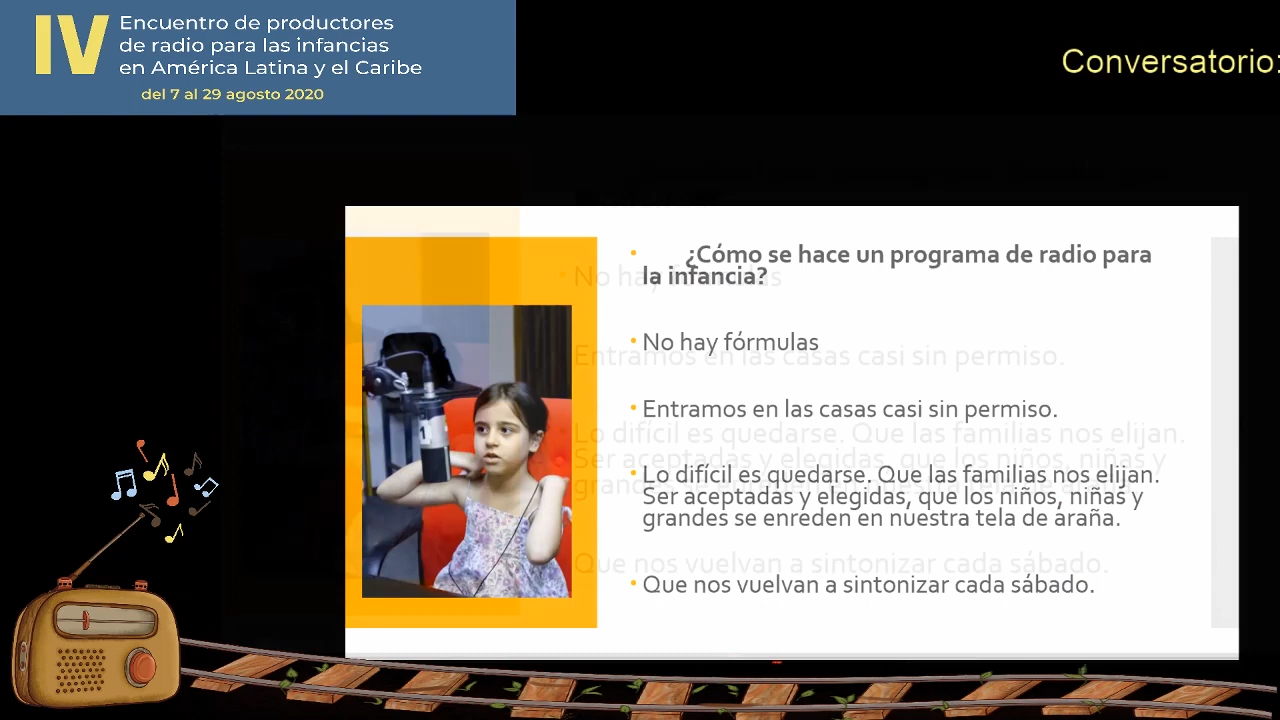 IV
Encuentro de productores
de radio para las infancias
en América Latina y el Caribe
del 7 al 29 agosto 2020
Conversatorio:
• ¿Cómo se hace un programa de radio para
la infancia?
• No hay fórmulas
• Entramos en las casas casi sin permiso.
• Lo difícil es quedarse. Que las familias nos elijan.
Ser aceptadas y elegidas, que los niños, niñas y
grandes se enreden en nuestra tela de araña.
• Que nos vuelvan a sintonizar cada sábado.